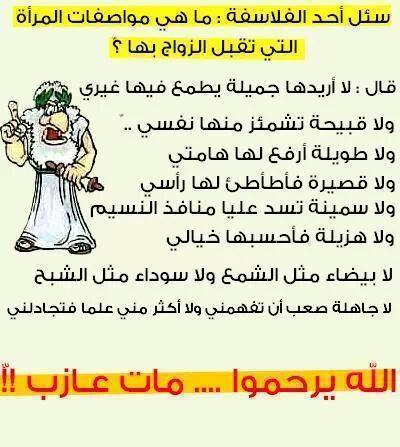 سئل أحد الفلاسفة : ما هي مواصفات المرأة
التي تقبل الزواج بها ؟
قال : لا أريدها جميلة يطمع فيها غيري
ولا قبيحة تشمئز منها نفسي ..
ولا طويلة أرفع لها هامتي
ولا قصيرة فأطأطئ لها رأسي
ولا سمينة تسد عليا منافذ النسيم
ولا هزيلة فأحسبها خيالي
لا بيضاء مثل الشمع ولا سوداء مثل الشبح
لا جاهلة صعب أن تفهمني ولا أكثر مني علما فتجادلني
الله يرحموا .... مات عازب !!